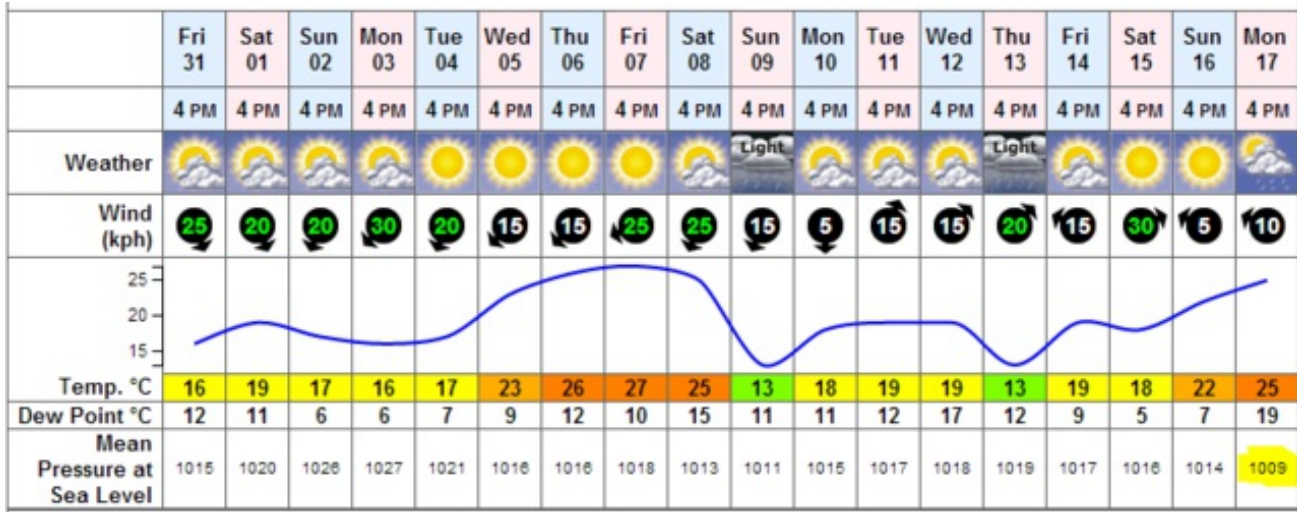 Fri Sat Sun Mon Tue Wed Thu Fri Sat Sun Mon Tue Wed Thu Fri Sat Sun Mon
31 01 02 03 04 05 06 07 08 09 10 11 12 13 14 15 16 17
4 PM 4 PM 4 PM 4 PM 4 PM 4 PM 4 PM 4 PM 4 PM 4 PM 4 PM 4 PM 4 PM 4 PM 4 PM 4 PM 4 PM 4 PM
Weather Light Light
Wind
(kph) 25 20 20 30 20 15 15 25 25 15 5 15 15 20 15 30 5 10
25
20
15
Temp. °C 16 19 17 16 17 23 26 27 25 13 18 19 19 13 19 18 22 25
Dew Point °C 12 11 6 6 7 9 12 10 15 11 11 12 17 12 9 5 7 19
Mean
Pressure at 1015 1020 1026 1027 1021 1016 1016 1018 1013 1011 1015 1017 1018 1019 1017 1016 1014 1009
Sea Level